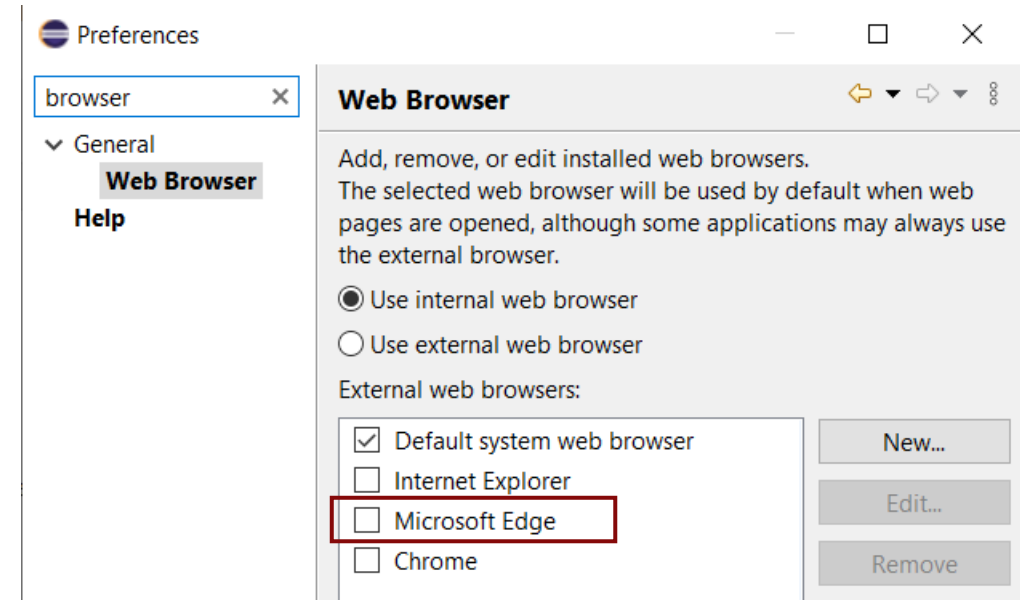 Preferences
browser
General
Web Browser
Help
Web Browser
Add, remove, or edit installed web browsers.
The selected web browser will be used by default when web
pages are opened, although some applications may always use
the external browser.
Use internal web browser
Use external web browser
External web browsers:
Default system web browser
Internet Explorer
Microsoft Edge
Chrome
New...
Edit...
Remove